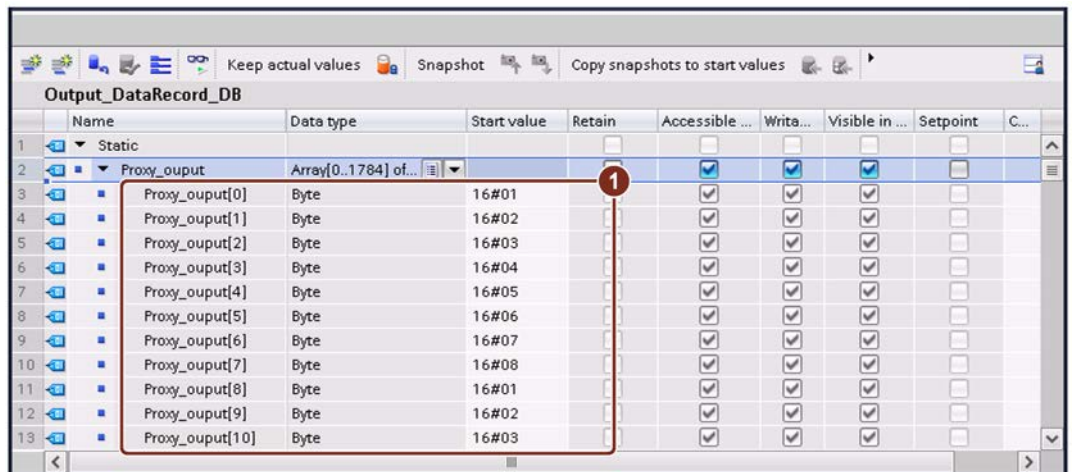 Keep actual values Snapshot Copy snapshots to start values
Output_DataRecord_DB
Name Data type Start value Retain Accessible ... Writa... Visible in ... Setpoint C...
1 Static
2 Proxy_ouput Array[0..1784] of...
1
3 Proxy_ouput[0] Byte 16#01
4 Proxy_ouput[1] Byte 16#02
5 Proxy_ouput[2] Byte 16#03
6 Proxy_ouput[3] Byte 16#04
7 Proxy_ouput[4] Byte 16#05
8 Proxy_ouput[5] Byte 16#06
9 Proxy_ouput[6] Byte 16#07
10 Proxy_ouput[7] Byte 16#08
11 Proxy_ouput[8] Byte 16#01
12 Proxy_ouput[9] Byte 16#02
13 Proxy_ouput[10] Byte 16#03